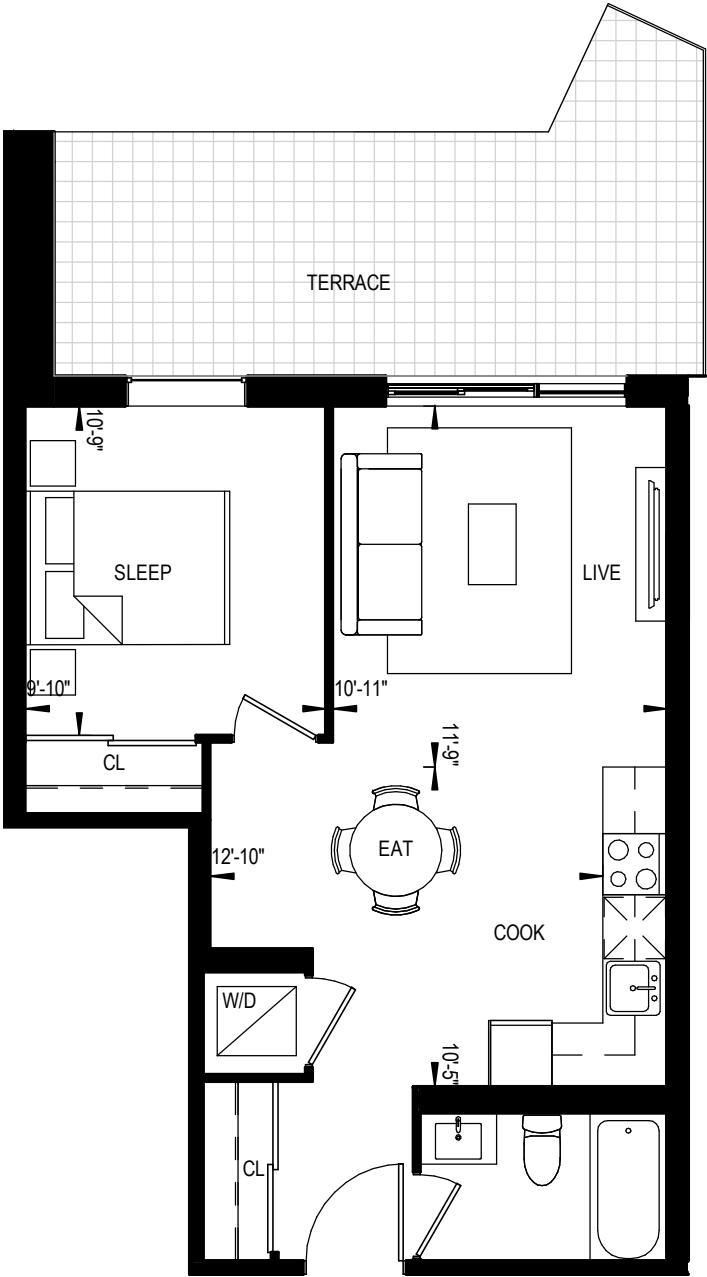 TERRACE
10'-9"
SLEEP
LIVE
9'-10"
10'-11"
11'-9"
CL
12'-10"
EAT
COOK
W/D
10'-5"
CL